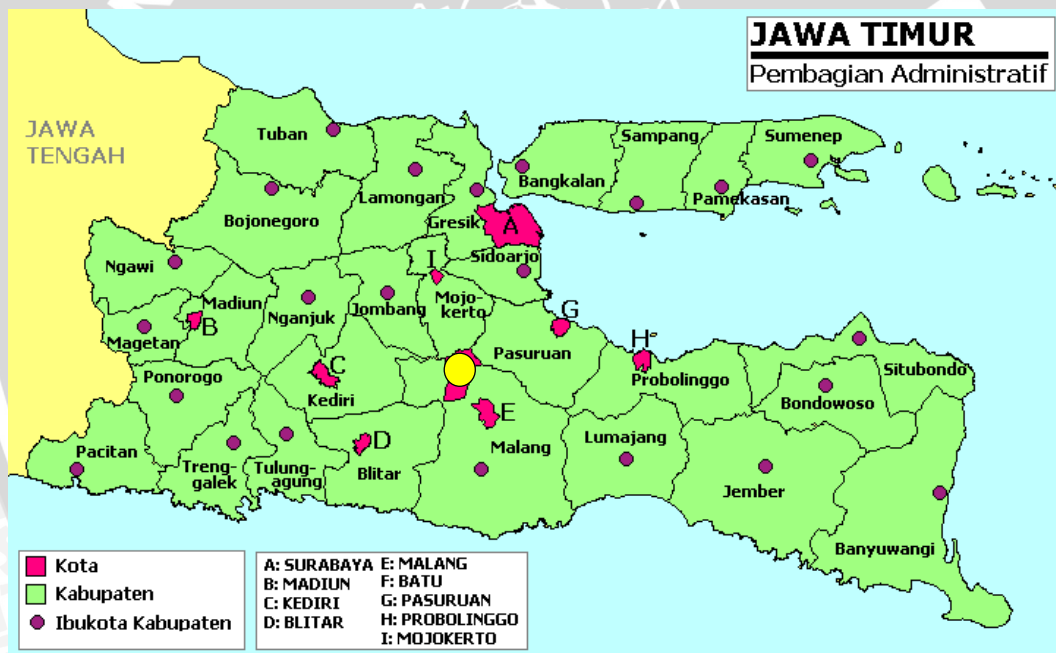 JAWA TIMUR
Pembagian Administratif
JAWA
TENGAH
Tuban
Sampang
Sumenep
Bangkalan
Lamongan
Pamekasan
Bojonegoro
Gresik
A
Sidoarjo
I
Ngawi
Madiun
Nganjuk
Jombang
Mojo-
kerto
G
B
Magetan
Pasuruan
H
Ponorogo
C
Kediri
Probolinggo
Situbondo
Bondowoso
E
Pacitan
Treng-
galek
Tulung-
agung
D
Blitar
Malang
Lumajang
Jember
Banyuwangi
Kota
Kabupaten
Ibukota Kabupaten
A: SURABAYA
B: MADIUN
C: KEDIRI
D: BLITAR
E: MALANG
F: BATU
G: PASURUAN
H: PROBOLINGGO
I: MOJOKERTO